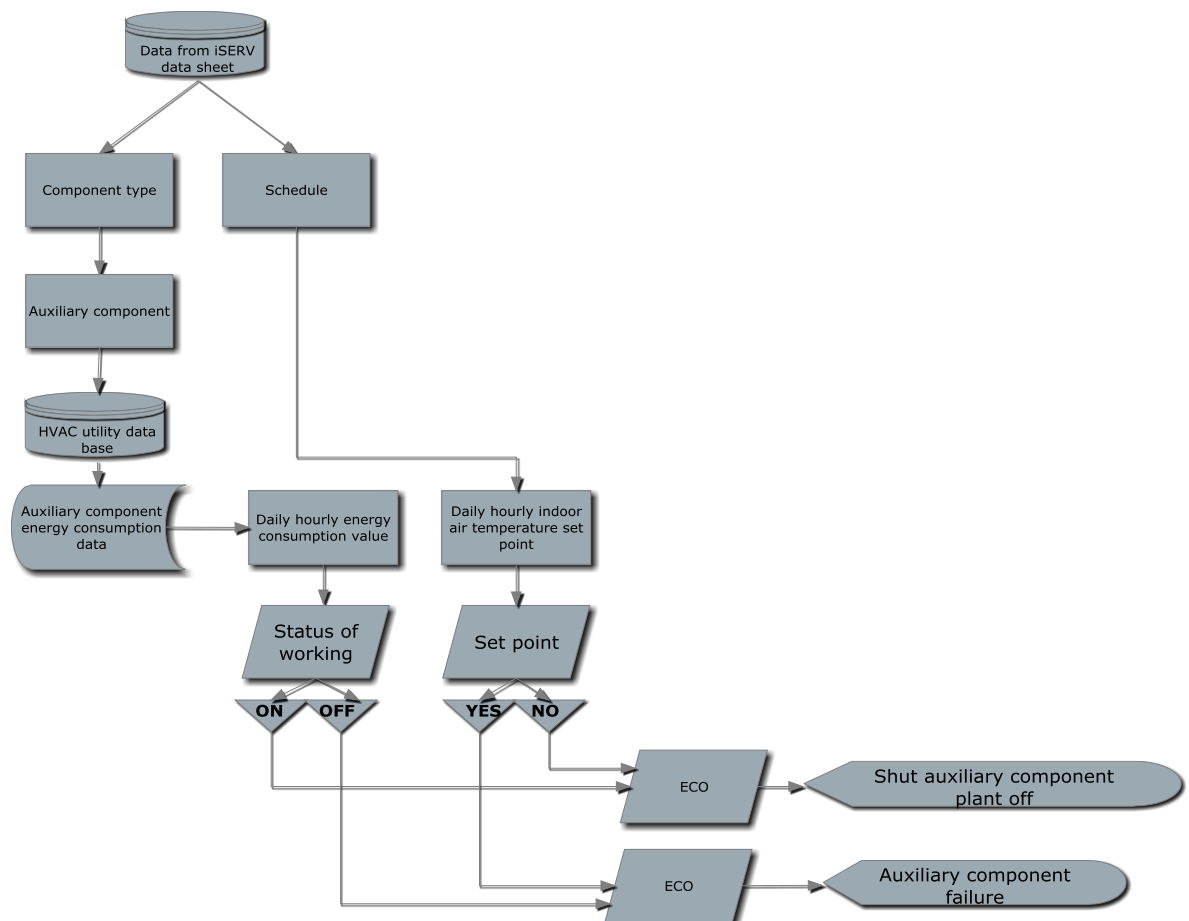 Data from iSERV
data sheet
Component type
Schedule
Auxiliary component
HVAC utility data
base
Auxiliary component
energy consumption
data
Daily hourly energy
consumption value
Daily hourly indoor
air temperature set
point
Status of
working
Set point
ON
OFF
YES
NO
ECO
Shut auxiliary component
plant off
ECO
Auxiliary component
failure